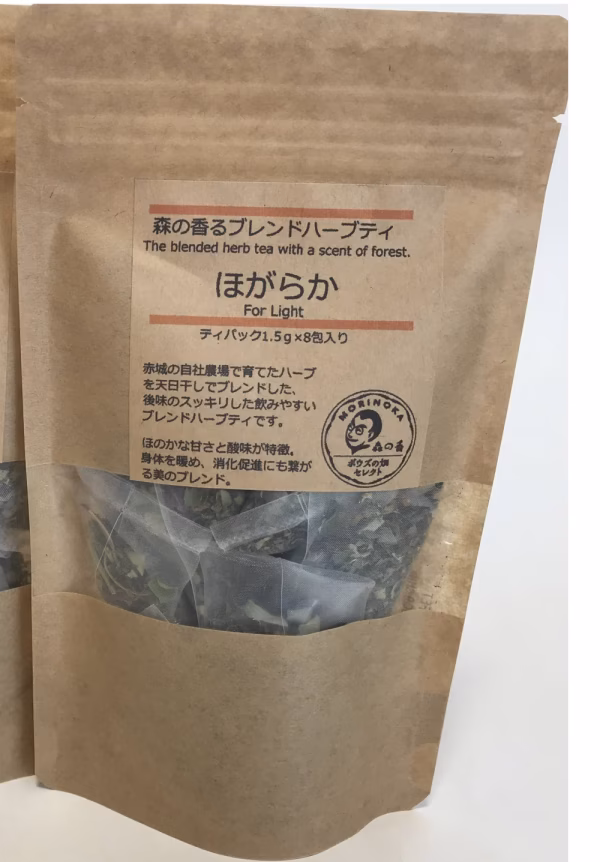 森の香るブレンドハーブティ
The blended herb tea with a scent of forest.
ほがらか
For Light
ティパック1.5g×8包入り
赤城の自社農場で育てたハーブ
を天日干しでブレンドした、
後味のスッキリした飲みやすい
ブレンドハーブティです。
ほのかな甘さと酸味が特徴。
身体を暖め、消化促進にも繋が
る美のブレンド。
MORINOKA
森の香
ボウズの畑
セレクト